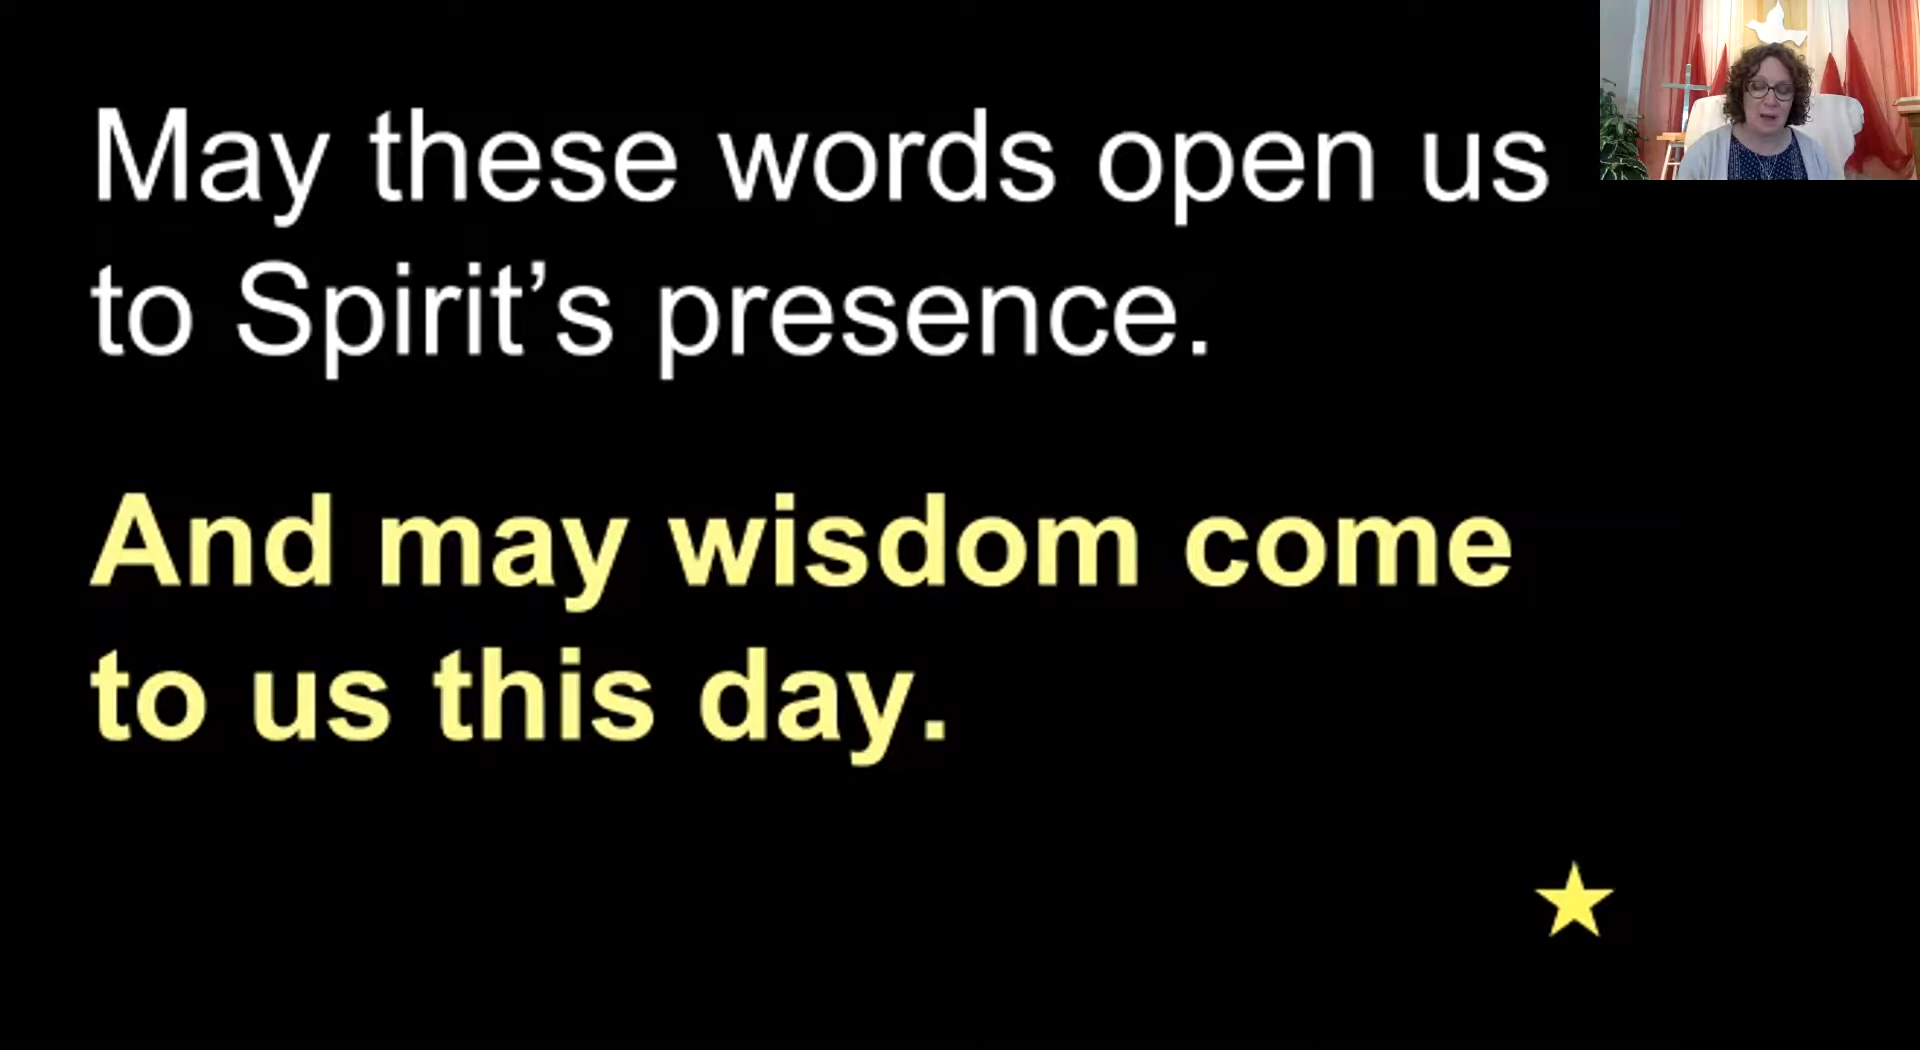 May these words open us
to Spirit’s presence.
And may wisdom come
to us this day.